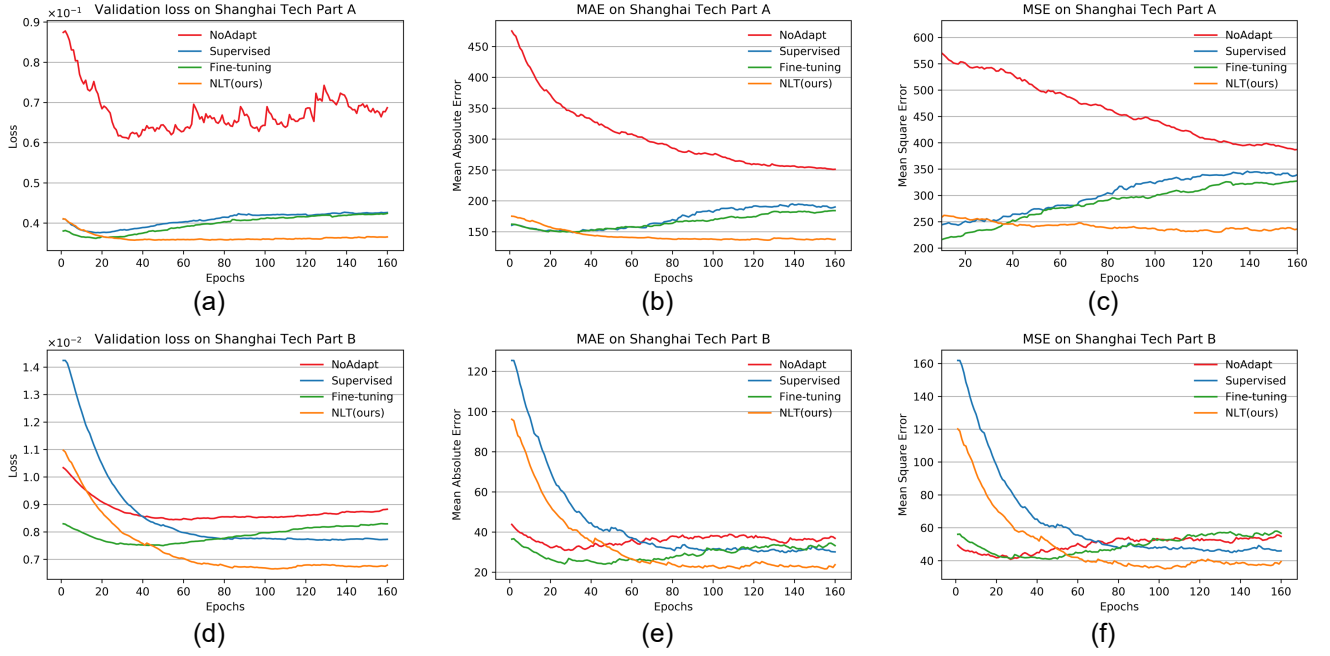 Validation loss on Shanghai Tech Part A
×10⁻¹
0.9
0.8
0.7
0.6
0.5
0.4
Loss
NoAdapt
Supervised
Fine-tuning
NLT(ours)
0 20 40 60 80 100 120 140 160
Epochs
(a)
MAE on Shanghai Tech Part A
450
400
350
300
250
200
150
Mean Absolute Error
NoAdapt
Supervised
Fine-tuning
NLT(ours)
0 20 40 60 80 100 120 140 160
Epochs
(b)
MSE on Shanghai Tech Part A
600
550
500
450
400
350
300
250
200
Mean Square Error
NoAdapt
Supervised
Fine-tuning
NLT(ours)
20 40 60 80 100 120 140 160
Epochs
(c)
Validation loss on Shanghai Tech Part B
×10⁻²
1.4
1.3
1.2
1.1
1.0
0.9
0.8
0.7
Loss
NoAdapt
Supervised
Fine-tuning
NLT(ours)
0 20 40 60 80 100 120 140 160
Epochs
(d)
MAE on Shanghai Tech Part B
120
100
80
60
40
20
Mean Absolute Error
NoAdapt
Supervised
Fine-tuning
NLT(ours)
0 20 40 60 80 100 120 140 160
Epochs
(e)
MSE on Shanghai Tech Part B
160
140
120
100
80
60
40
Mean Square Error
NoAdapt
Supervised
Fine-tuning
NLT(ours)
0 20 40 60 80 100 120 140 160
Epochs
(f)